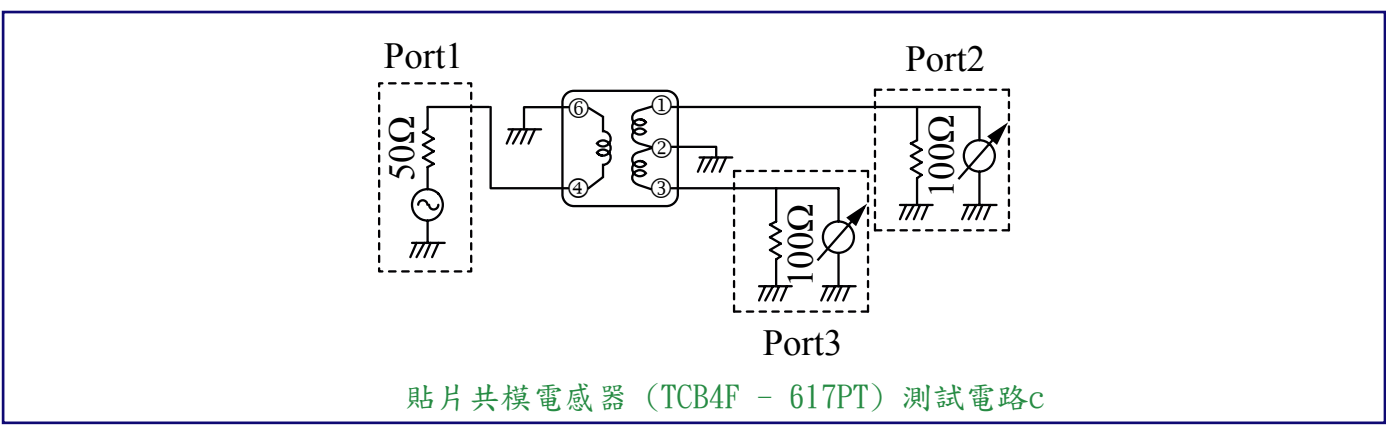 Port1
Port2
50Ω
⑥
①
②
④
③
100Ω
100Ω
Port3
貼片共模電感器 (TCB4F - 617PT) 測試電路c